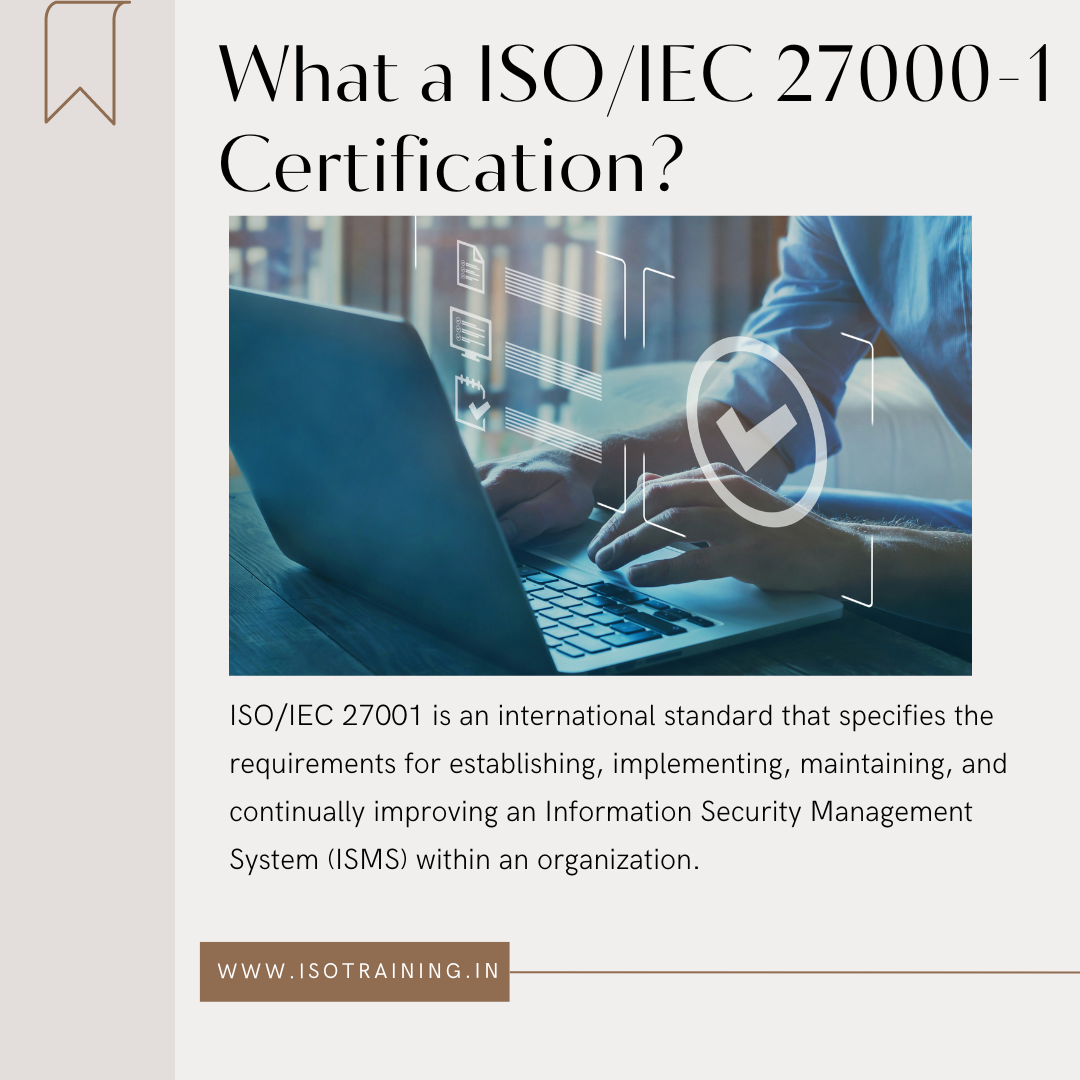 What a ISO/IEC 27000-1
Certification?
ISO/IEC 27001 is an international standard that specifies the
requirements for establishing, implementing, maintaining, and
continually improving an Information Security Management
System (ISMS) within an organization.
WWW.ISOTRAINING.IN